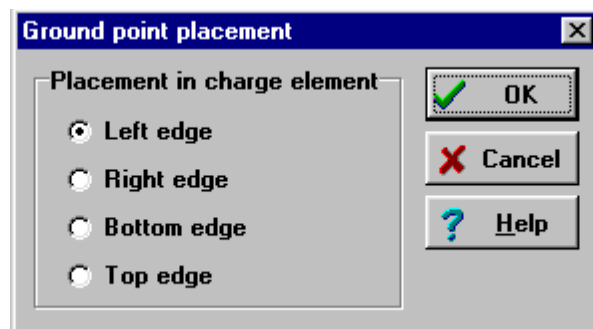 Ground point placement
Placement in charge element
Left edge
Right edge
Bottom edge
Top edge
OK
Cancel
Help